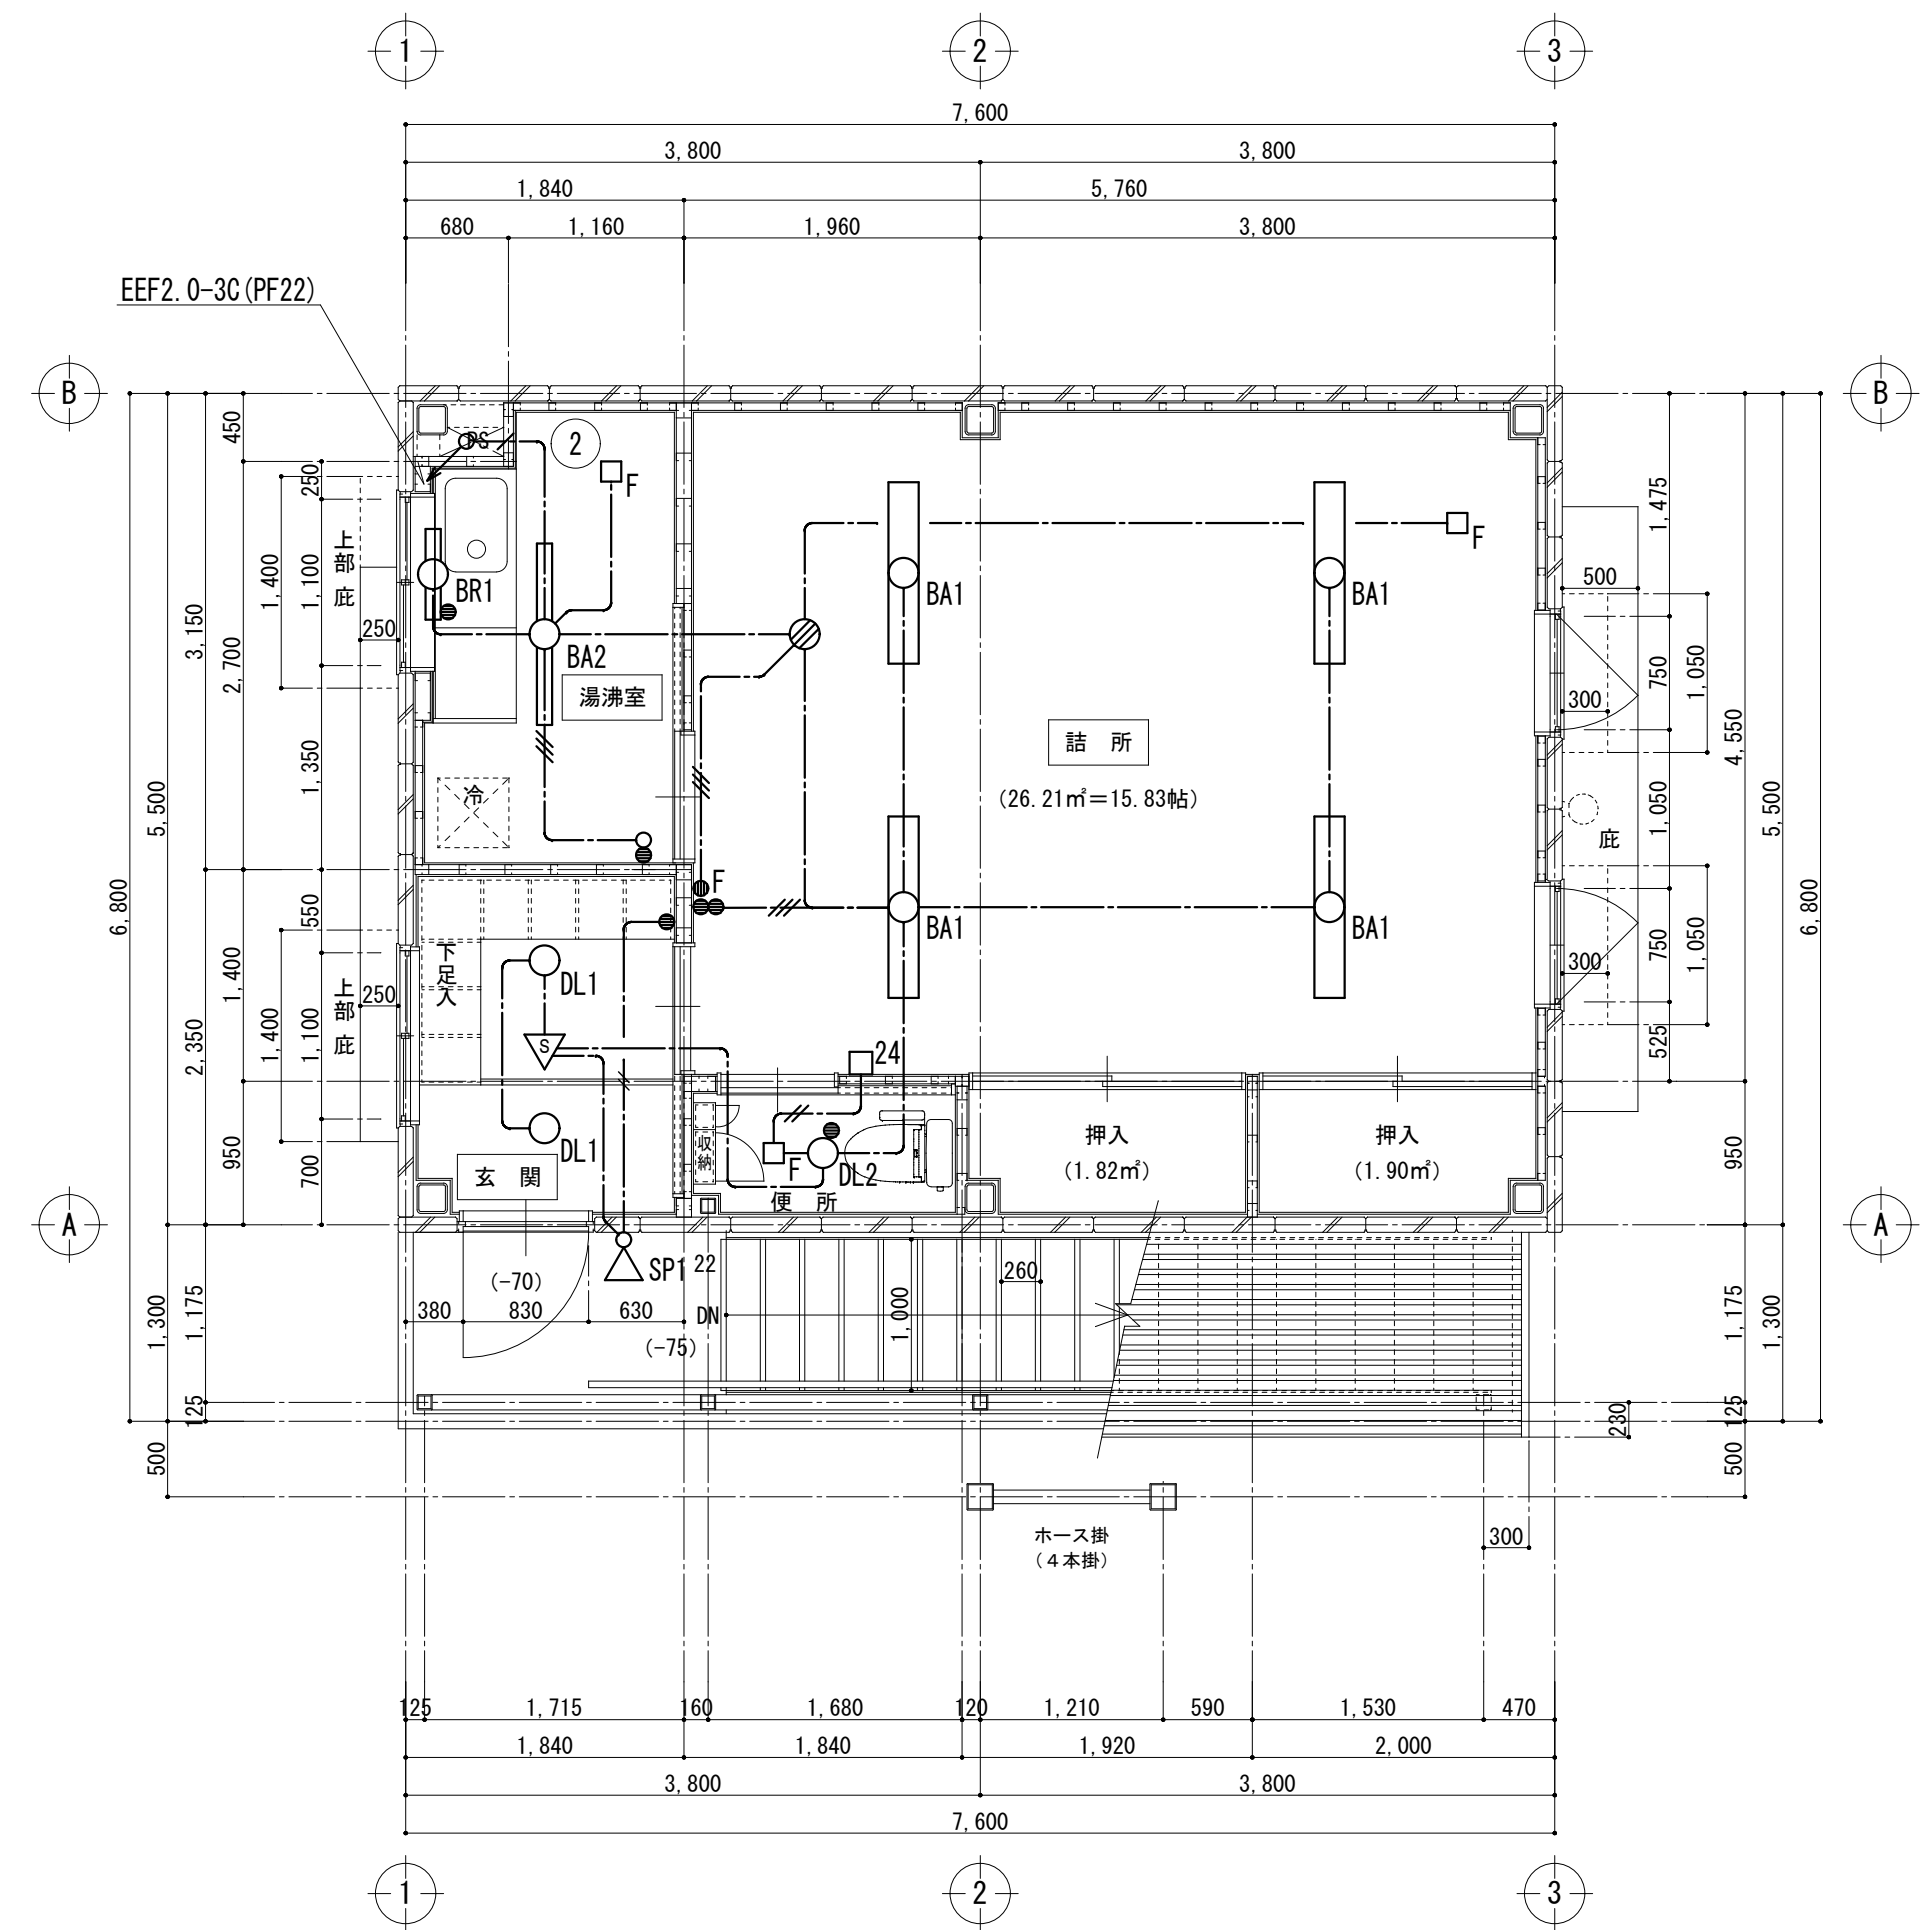 1
2
3
7,600
3,800
3,800
1,840
5,760
680
1,160
1,960
3,800
EEF2.0-3C(PF22)
B
B
PS
2
F
F
BR1
BA2
BA1
BA1
湯沸室
詰 所
(26.21㎡＝15.83帖)
冷
F
BA1
BA1
下足入
DL1
S
24
DL1
玄 関
収納
F
DL2
便 所
押入
(1.82㎡)
押入
(1.90㎡)
上部 庇
上部 庇
庇
A
A
6,800
5,500
3,150
2,350
450
2,700
1,400
950
250
1,100
1,350
550
1,100
700
1,400
1,400
250
250
1,300
1,175
125
500
500
300
300
1,475
750
1,050
750
525
1,050
1,050
4,550
950
5,500
6,800
1,175
1,300
125
500
230
SP1
22
(-70)
380
830
630
DN
(-75)
1,000
260
ホース掛
(４本掛)
300
125
1,715
160
1,680
120
1,210
590
1,530
470
1,840
1,840
1,920
2,000
3,800
3,800
7,600
1
2
3